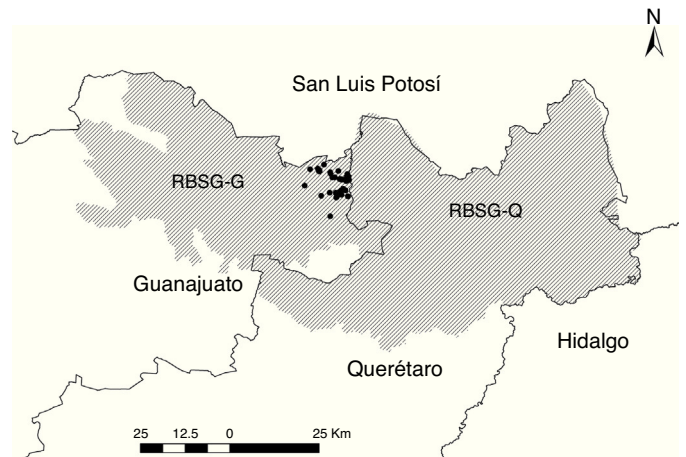 N
San Luis Potosí
RBSG-G
RBSG-Q
Guanajuato
Hidalgo
Querétaro
25 12.5 0 25 Km